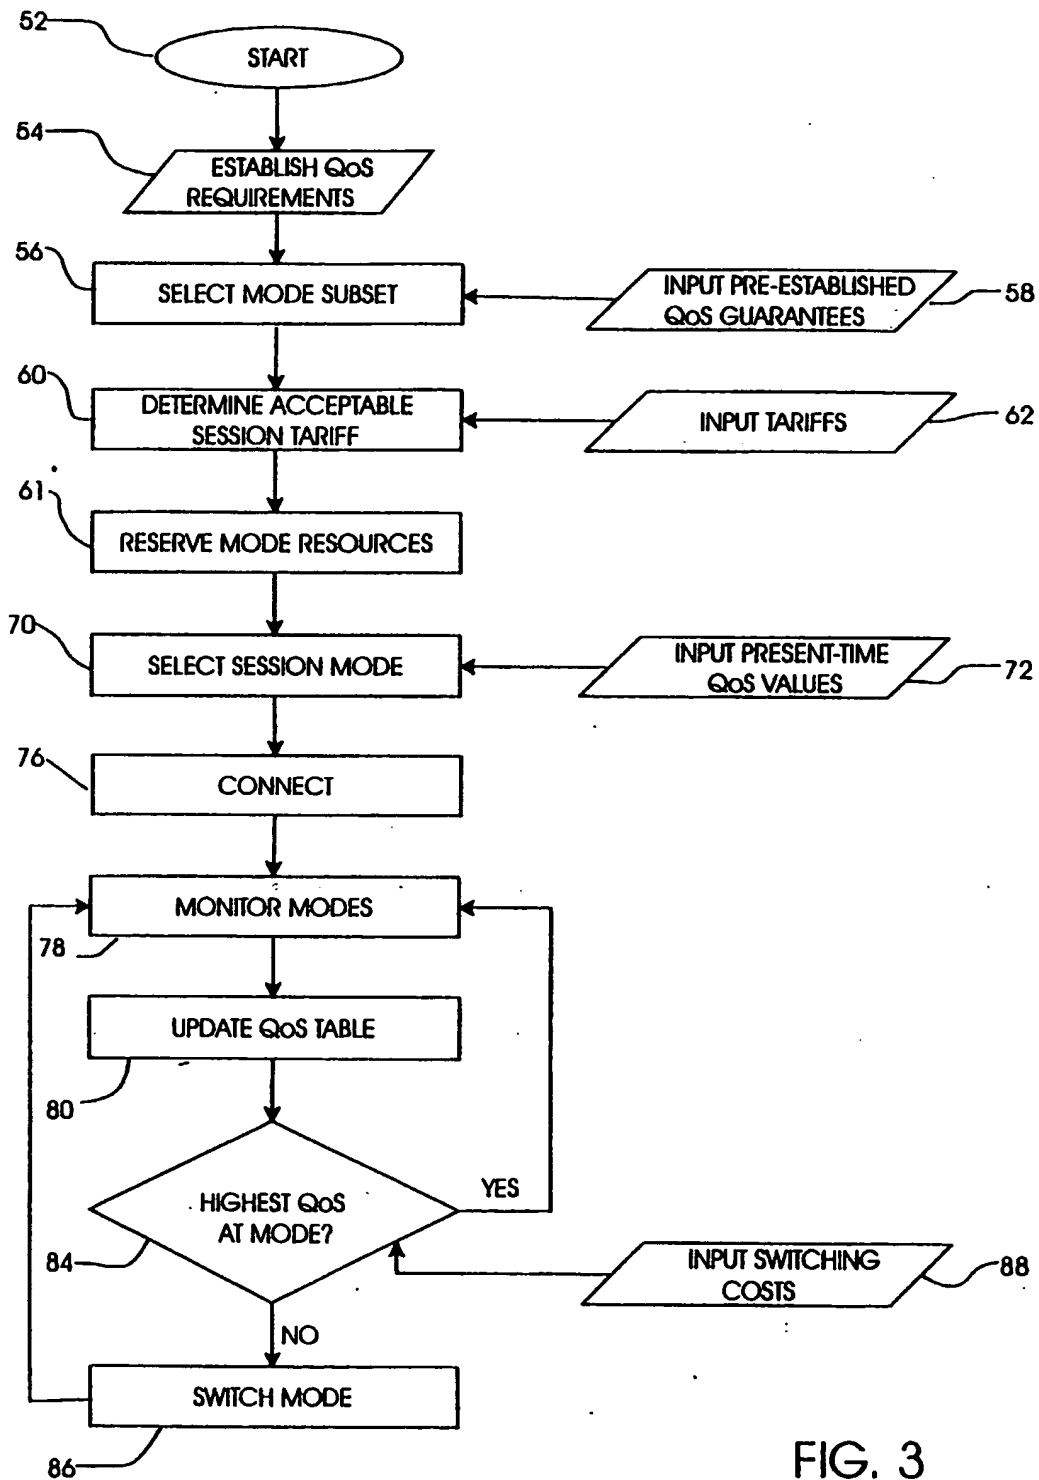 52
START
54
ESTABLISH QoS
REQUIREMENTS
56
SELECT MODE SUBSET
INPUT PRE-ESTABLISHED
QoS GUARANTEES
58
60
DETERMINE ACCEPTABLE
SESSION TARIFF
INPUT TARIFFS
62
61
RESERVE MODE RESOURCES
70
SELECT SESSION MODE
INPUT PRESENT-TIME
QoS VALUES
72
76
CONNECT
MONITOR MODES
78
UPDATE QoS TABLE
80
HIGHEST QoS
AT MODE?
YES
84
INPUT SWITCHING
COSTS
88
NO
SWITCH MODE
86
FIG. 3